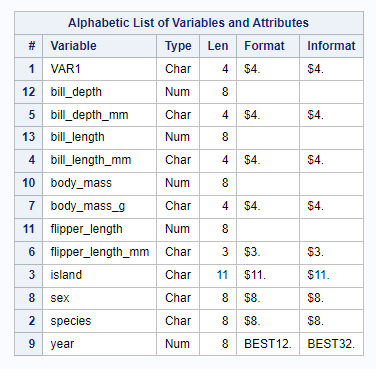 Alphabetic List of Variables and Attributes
# Variable Type Len Format Informat
1 VAR1 Char 4 $4. $4.
12 bill_depth Num 8
5 bill_depth_mm Char 4 $4. $4.
13 bill_length Num 8
4 bill_length_mm Char 4 $4. $4.
10 body_mass Num 8
7 body_mass_g Char 4 $4. $4.
11 flipper_length Num 8
6 flipper_length_mm Char 3 $3. $3.
3 island Char 11 $11. $11.
8 sex Char 8 $8. $8.
2 species Char 8 $8. $8.
9 year Num 8 BEST12. BEST32.